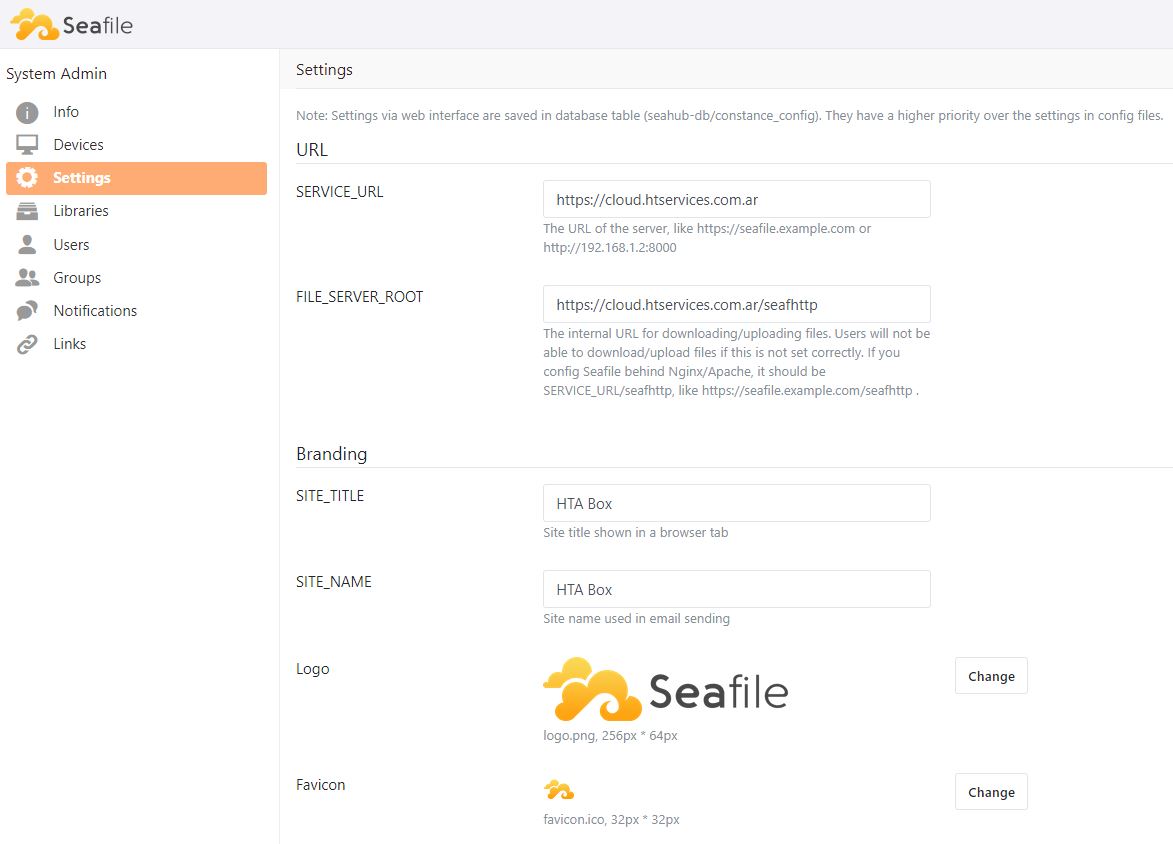 Seafile
System Admin
Info
Devices
Settings
Libraries
Users
Groups
Notifications
Links
Settings
Note: Settings via web interface are saved in database table (seahub-db/constance_config). They have a higher priority over the settings in config files.
URL
SERVICE_URL
https://cloud.htservices.com.ar
The URL of the server, like https://seafile.example.com or
http://192.168.1.2:8000
FILE_SERVER_ROOT
https://cloud.htservices.com.ar/seafhttp
The internal URL for downloading/uploading files. Users will not be
able to download/upload files if this is not set correctly. If you
config Seafile behind Nginx/Apache, it should be
SERVICE_URL/seafhttp, like https://seafile.example.com/seafhttp .
Branding
SITE_TITLE
HTA Box
Site title shown in a browser tab
SITE_NAME
HTA Box
Site name used in email sending
Logo
Seafile
Change
logo.png, 256px * 64px
Favicon
Change
favicon.ico, 32px * 32px